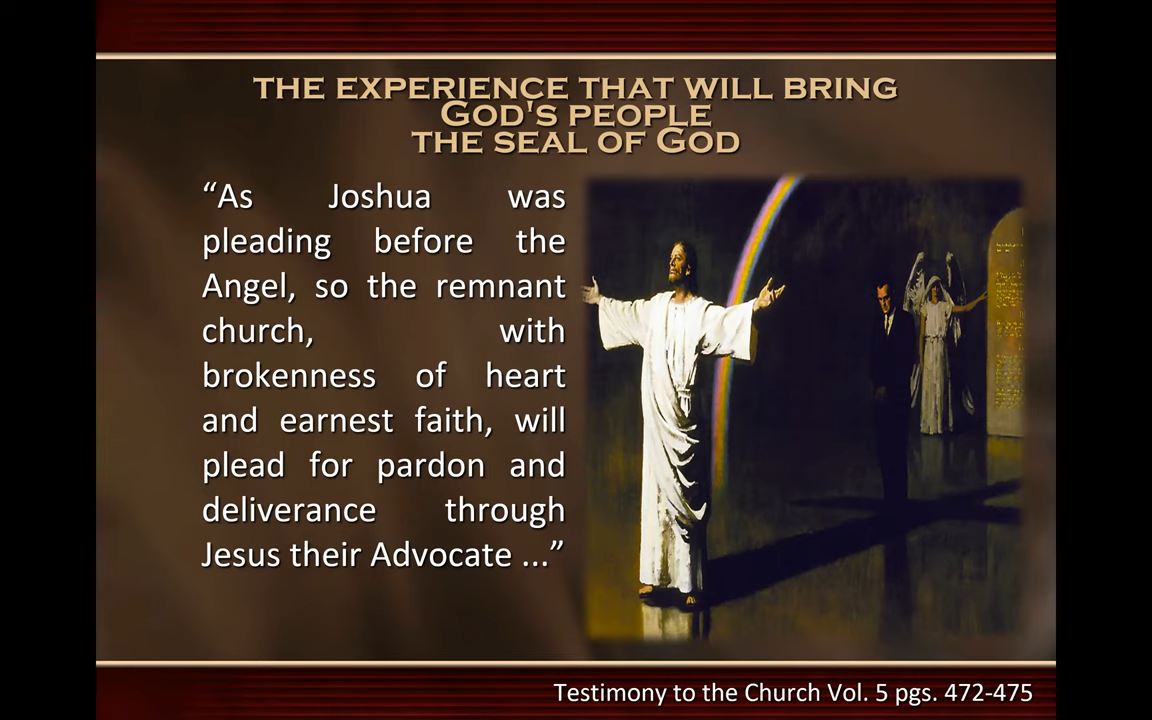 THE EXPERIENCE THAT WILL BRING
GOD'S PEOPLE
THE SEAL OF GOD
“As Joshua was
pleading before the
Angel, so the remnant
church, with
brokenness of heart
and earnest faith, will
plead for pardon and
deliverance through
Jesus their Advocate ...”
Testimony to the Church Vol. 5 pgs. 472-475